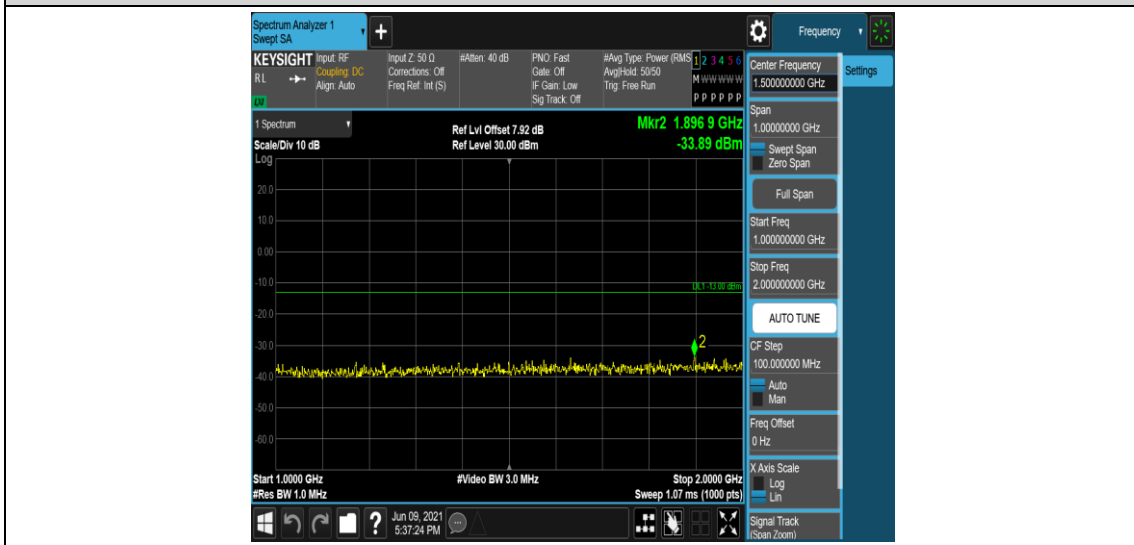 Spectrum Analyzer 1
Swept SA
Frequency
KEYSIGHT
RL
LXI
Input: RF
Coupling: DC
Align: Auto
Input Z: 50 Ω
Corrections: Off
Freq Ref: Int (S)
#Atten: 40 dB
PNO: Fast
Gate: Off
IF Gain: Low
Sig Track: Off
#Avg Type: Power (RMS
Avg|Hold: 50/50
Trig: Free Run
1 2 3 4 5 6
M W W W W W
P P P P P P
1 Spectrum
Scale/Div 10 dB
Log
Ref Lvl Offset 7.92 dB
Ref Level 30.00 dBm
Mkr2 1.896 9 GHz
-33.89 dBm
20.0
10.0
0.00
-10.0
DL1 -13.00 dBm
-20.0
-30.0
2
-40.0
-50.0
-60.0
Start 1.0000 GHz
#Res BW 1.0 MHz
#Video BW 3.0 MHz
Stop 2.0000 GHz
Sweep 1.07 ms (1000 pts)
Jun 09, 2021
5:37:24 PM
Center Frequency
1.500000000 GHz
Settings
Span
1.00000000 GHz
Swept Span
Zero Span
Full Span
Start Freq
1.000000000 GHz
Stop Freq
2.000000000 GHz
AUTO TUNE
CF Step
100.000000 MHz
Auto
Man
Freq Offset
0 Hz
X Axis Scale
Log
Lin
Signal Track
(Span Zoom)